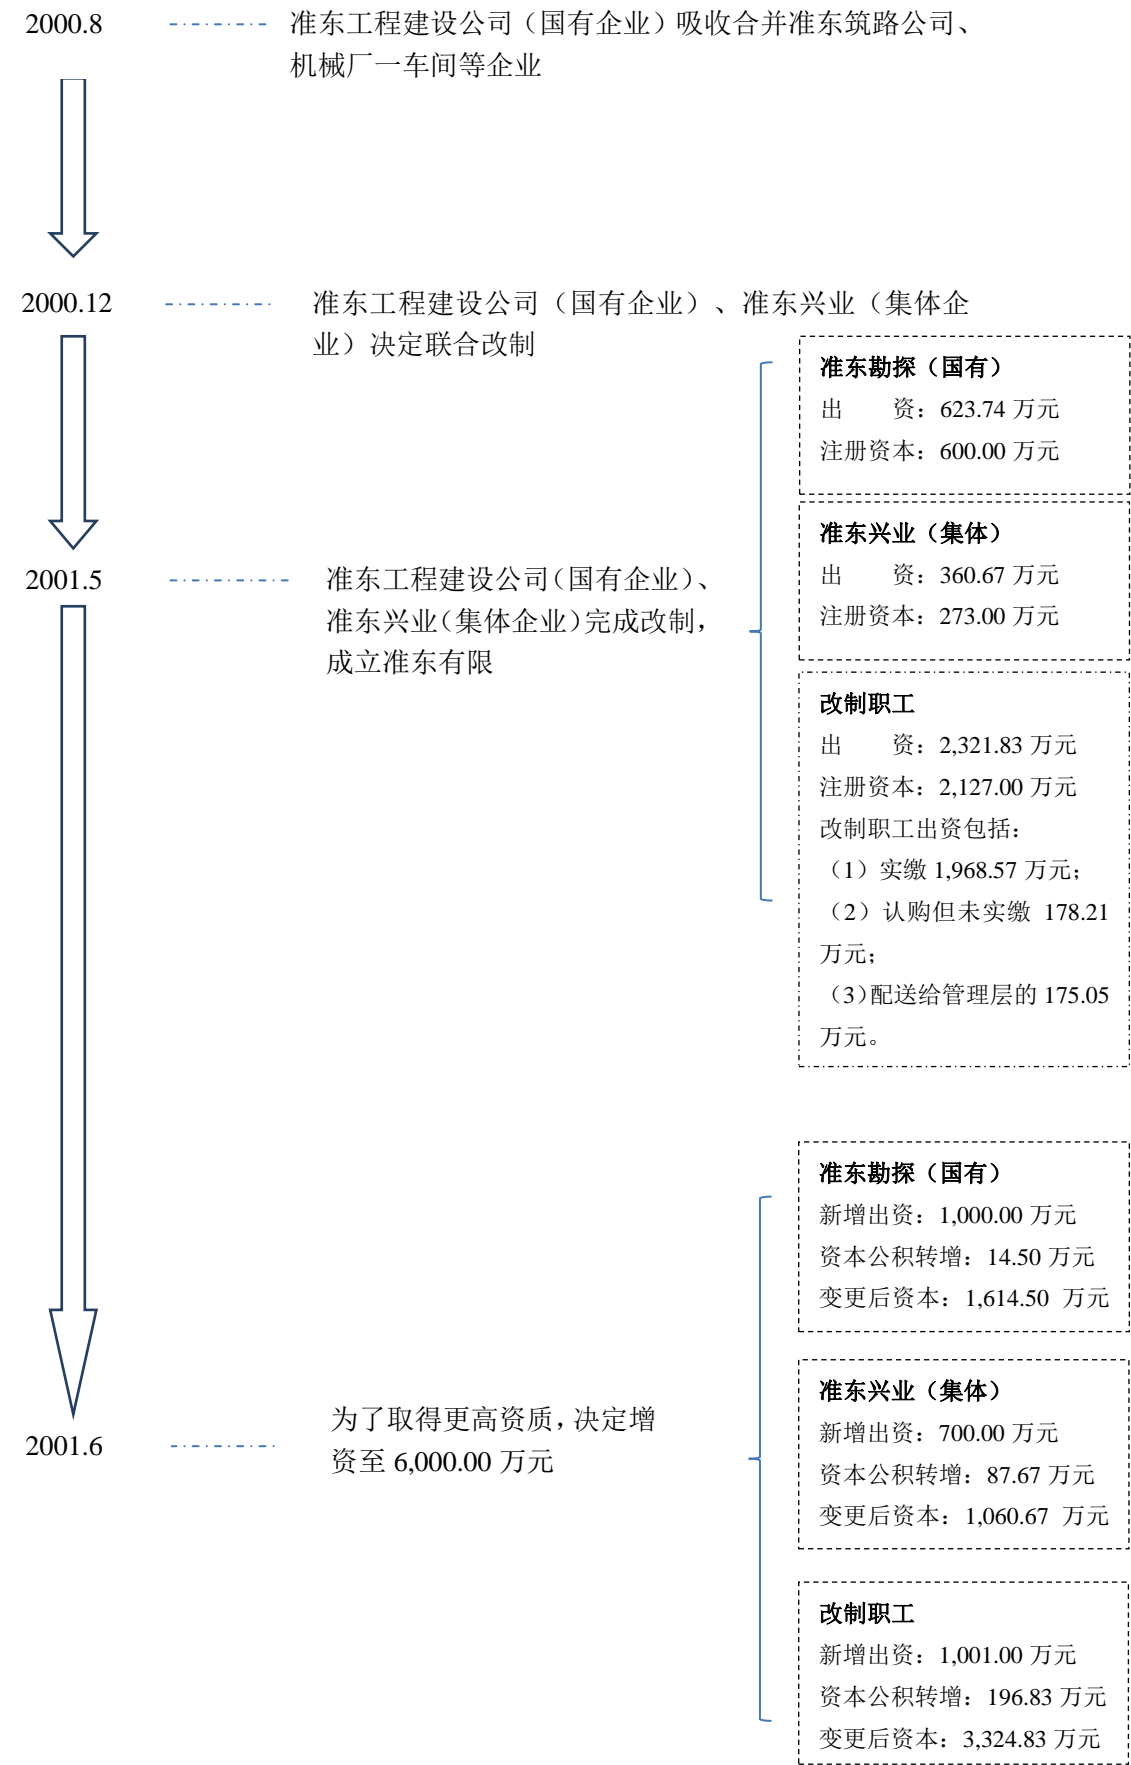 2000.8
准东工程建设公司（国有企业）吸收合并准东筑路公司、
机械厂一车间等企业
2000.12
准东工程建设公司（国有企业）、准东兴业（集体企
业）决定联合改制
准东勘探（国有）
出　　资：623.74 万元
注册资本：600.00 万元
准东兴业（集体）
出　　资：360.67 万元
注册资本：273.00 万元
2001.5
准东工程建设公司（国有企业）、
准东兴业（集体企业）完成改制，
成立准东有限
改制职工
出　　资：2,321.83 万元
注册资本：2,127.00 万元
改制职工出资包括：
（1）实缴 1,968.57 万元；
（2）认购但未实缴 178.21
万元；
（3）配送给管理层的 175.05
万元。
准东勘探（国有）
新增出资：1,000.00 万元
资本公积转增：14.50 万元
变更后资本：1,614.50 万元
准东兴业（集体）
新增出资：700.00 万元
资本公积转增：87.67 万元
变更后资本：1,060.67 万元
2001.6
为了取得更高资质，决定增
资至 6,000.00 万元
改制职工
新增出资：1,001.00 万元
资本公积转增：196.83 万元
变更后资本：3,324.83 万元